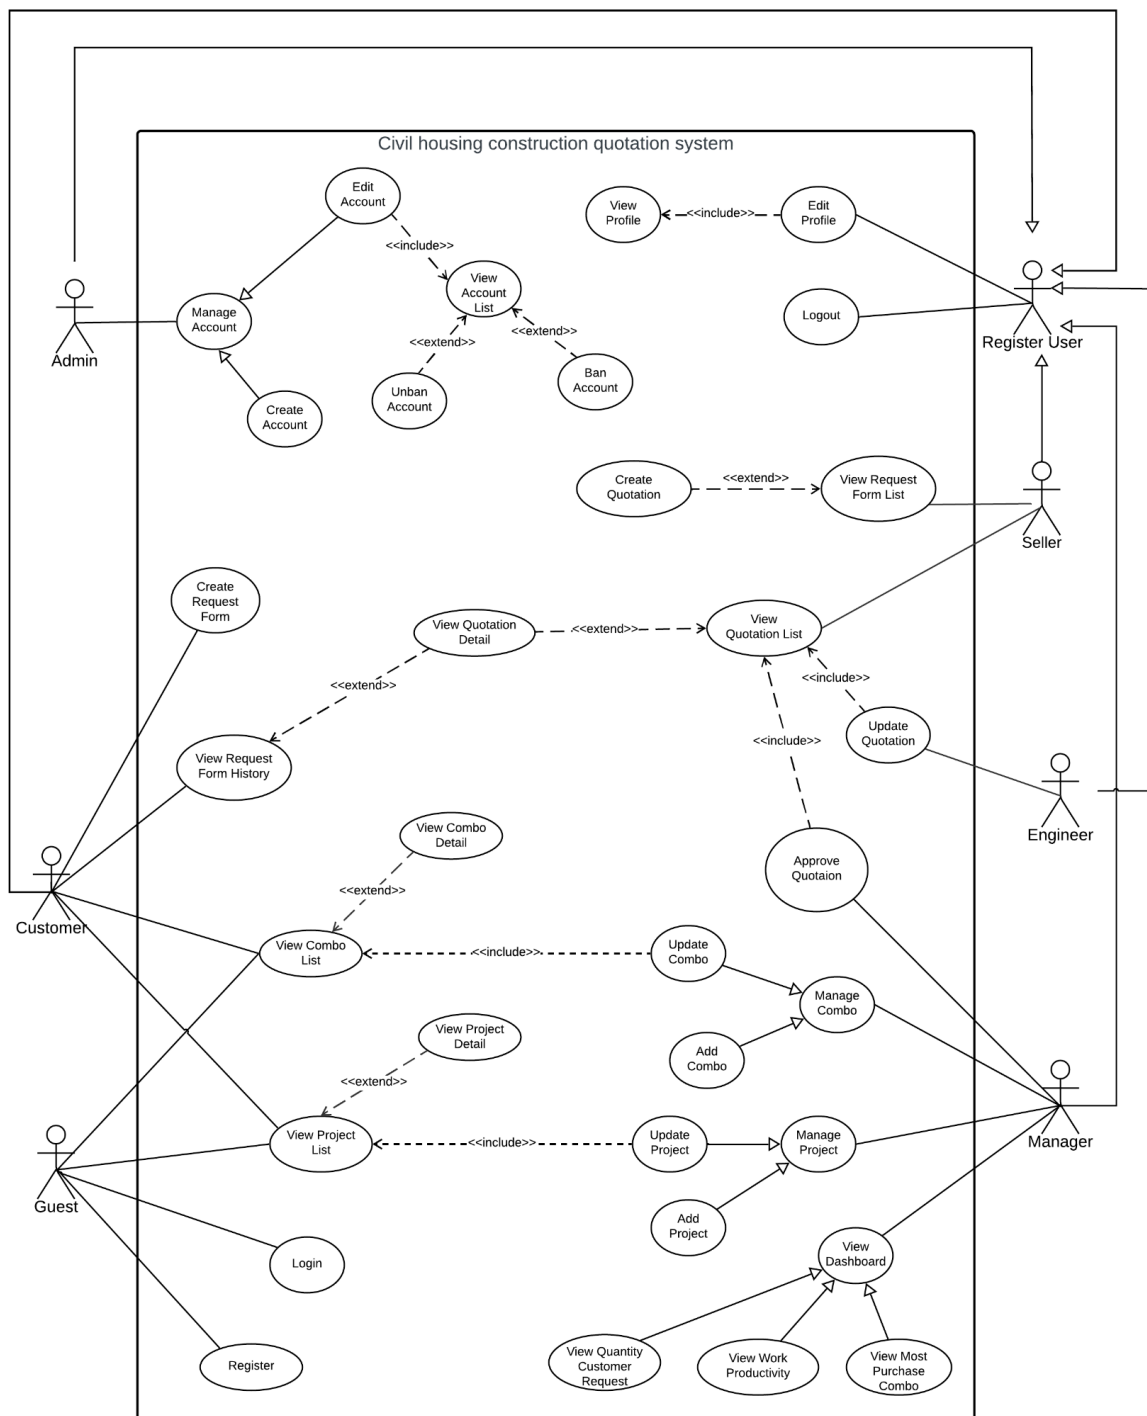 Civil housing construction quotation system
Edit
Account
<<include>>
View
Account
List
Manage
Account
Admin
<<extend>>
<<extend>>
Unban
Account
Ban
Account
Create
Account
View
Profile
<<include>>
Edit
Profile
Logout
Register User
Create
Quotation
<<extend>>
View Request
Form List
Seller
Create
Request
Form
View Quotation
Detail
<<extend>>
View
Quotation List
<<extend>>
<<include>>
View Request
Form History
<<include>>
Update
Quotation
Engineer
View Combo
Detail
Approve
Quotaion
<<extend>>
Customer
View Combo
List
<<include>>
Update
Combo
Manage
Combo
Add
Combo
View Project
Detail
<<extend>>
View Project
List
<<include>>
Update
Project
Manage
Project
Manager
Guest
Add
Project
Login
View
Dashboard
Register
View Quantity
Customer
Request
View Work
Productivity
View Most
Purchase
Combo